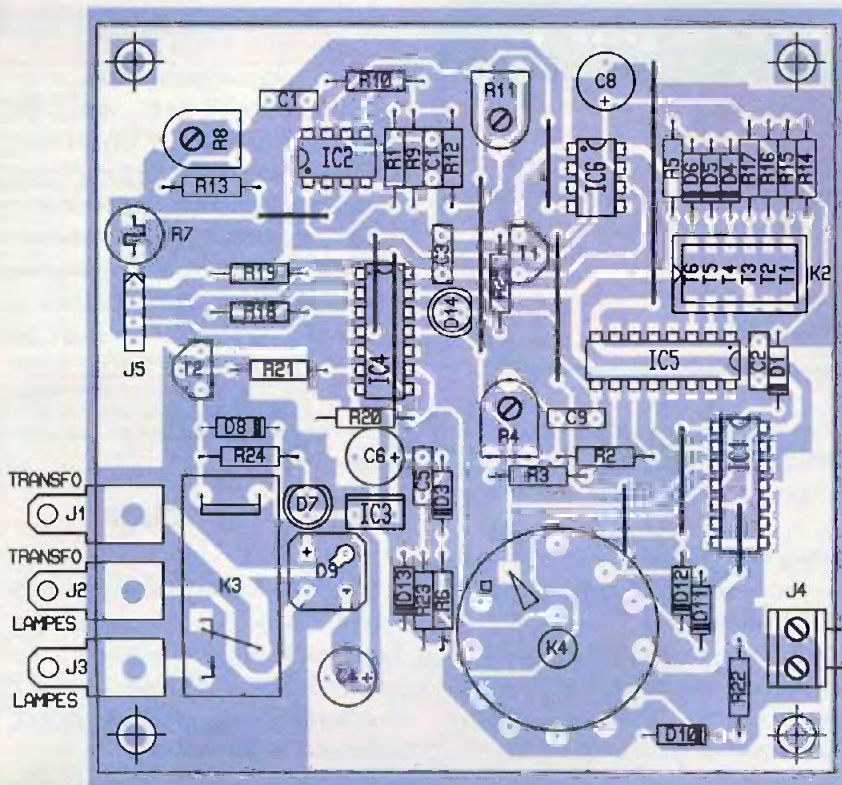 R10
C1
R11
C8
+
R8
IC2
R1
R9
C1
R12
IC6
R5
D6
D5
D4
R17
R16
R15
R14
R13
R7
C3
T1
T6
T5
T4
T3
T2
T1
K2
R19
D14
R18
J5
IC4
IC5
C2
D1
T2
R21
R20
R4
C9
D8
IC1
R24
C6
+
C5
D3
R3
R2
TRANSFO
J1
D7
IC3
TRANSFO
J2
K3
+
D9
-
D13
R23
R6
D12
D11
J4
LAMPES
J3
K4
LAMPES
+
R22
D10